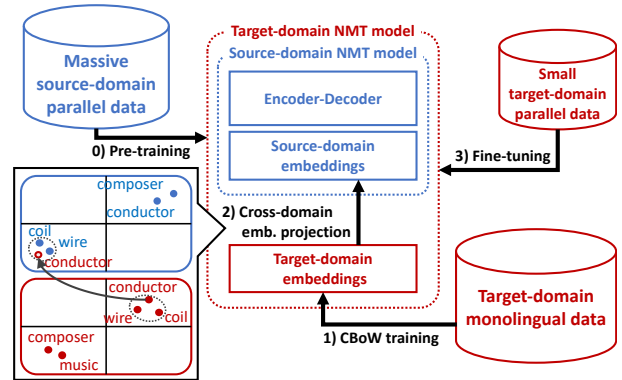 Target-domain NMT model
Source-domain NMT model
Massive
source-domain
parallel data
Encoder-Decoder
Source-domain
embeddings
Small
target-domain
parallel data
0) Pre-training
3) Fine-tuning
composer
conductor
coil
wire
conductor
2) Cross-domain
emb. projection
Target-domain
embeddings
conductor
wire
coil
composer
music
1) CBoW training
Target-domain
monolingual data